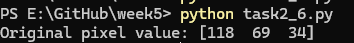 PS E:\GitHub\week5> python task2_6.py
Original pixel value: [118  69  34]